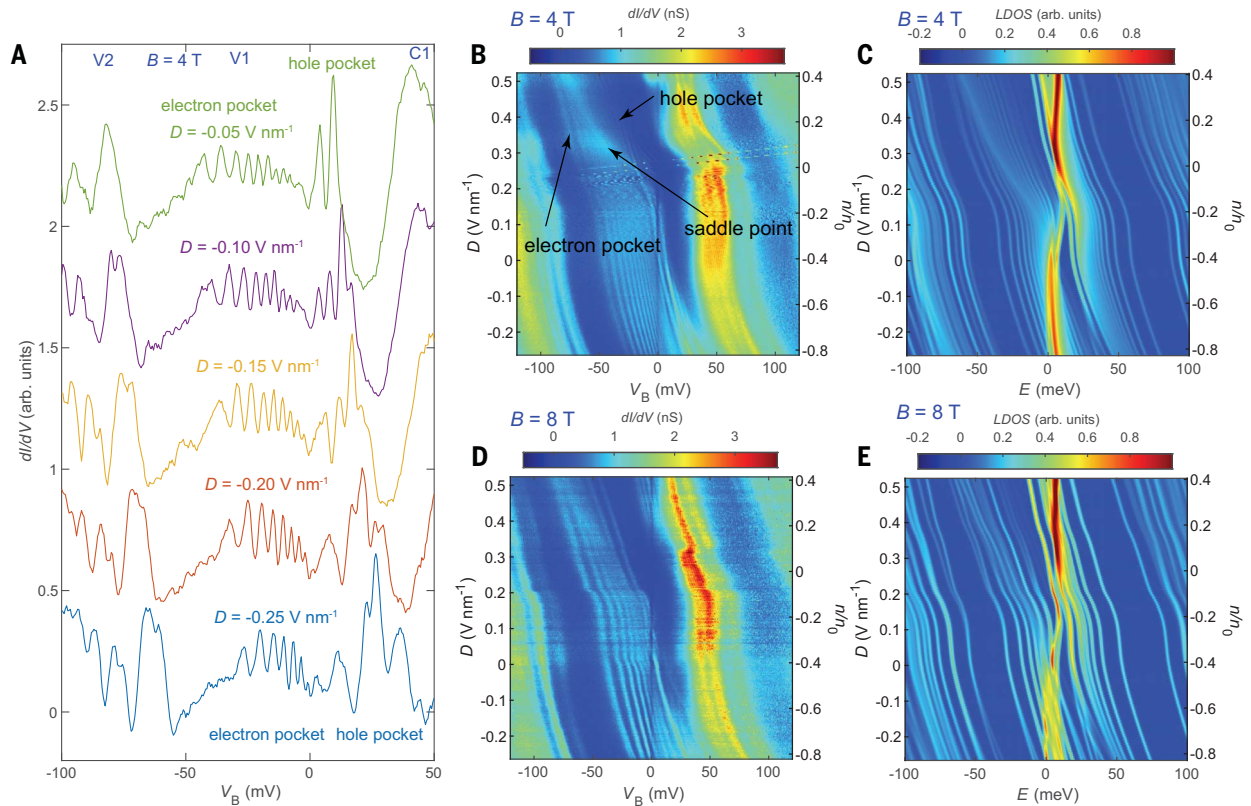 A
V2
B = 4 T
V1
C1
hole pocket
electron pocket
D = -0.05 V nm-1
D = -0.10 V nm-1
D = -0.15 V nm-1
D = -0.20 V nm-1
D = -0.25 V nm-1
electron pocket
hole pocket
2.5
2
1.5
1
0.5
0
dI/dV (arb. units)
-100
-50
0
50
VB (mV)
B = 4 T
dI/dV (nS)
0
1
2
3
B
hole pocket
saddle point
electron pocket
0.5
0.4
0.3
0.2
0.1
0
-0.1
-0.2
D (V nm-1)
0.4
0.2
0
-0.2
-0.4
-0.6
-0.8
n/n0
-100
-50
0
50
100
VB (mV)
B = 4 T
LDOS (arb. units)
-0.2
0
0.2
0.4
0.6
0.8
C
0.5
0.4
0.3
0.2
0.1
0
-0.1
-0.2
D (V nm-1)
0.4
0.2
0
-0.2
-0.4
-0.6
-0.8
n/n0
-100
-50
0
50
100
E (meV)
B = 8 T
dI/dV (nS)
0
1
2
3
D
0.5
0.4
0.3
0.2
0.1
0
-0.1
-0.2
D (V nm-1)
0.4
0.2
0
-0.2
-0.4
-0.6
-0.8
n/n0
-100
-50
0
50
100
VB (mV)
B = 8 T
LDOS (arb. units)
-0.2
0
0.2
0.4
0.6
0.8
E
0.5
0.4
0.3
0.2
0.1
0
-0.1
-0.2
D (V nm-1)
0.4
0.2
0
-0.2
-0.4
-0.6
-0.8
n/n0
-100
-50
0
50
100
E (meV)